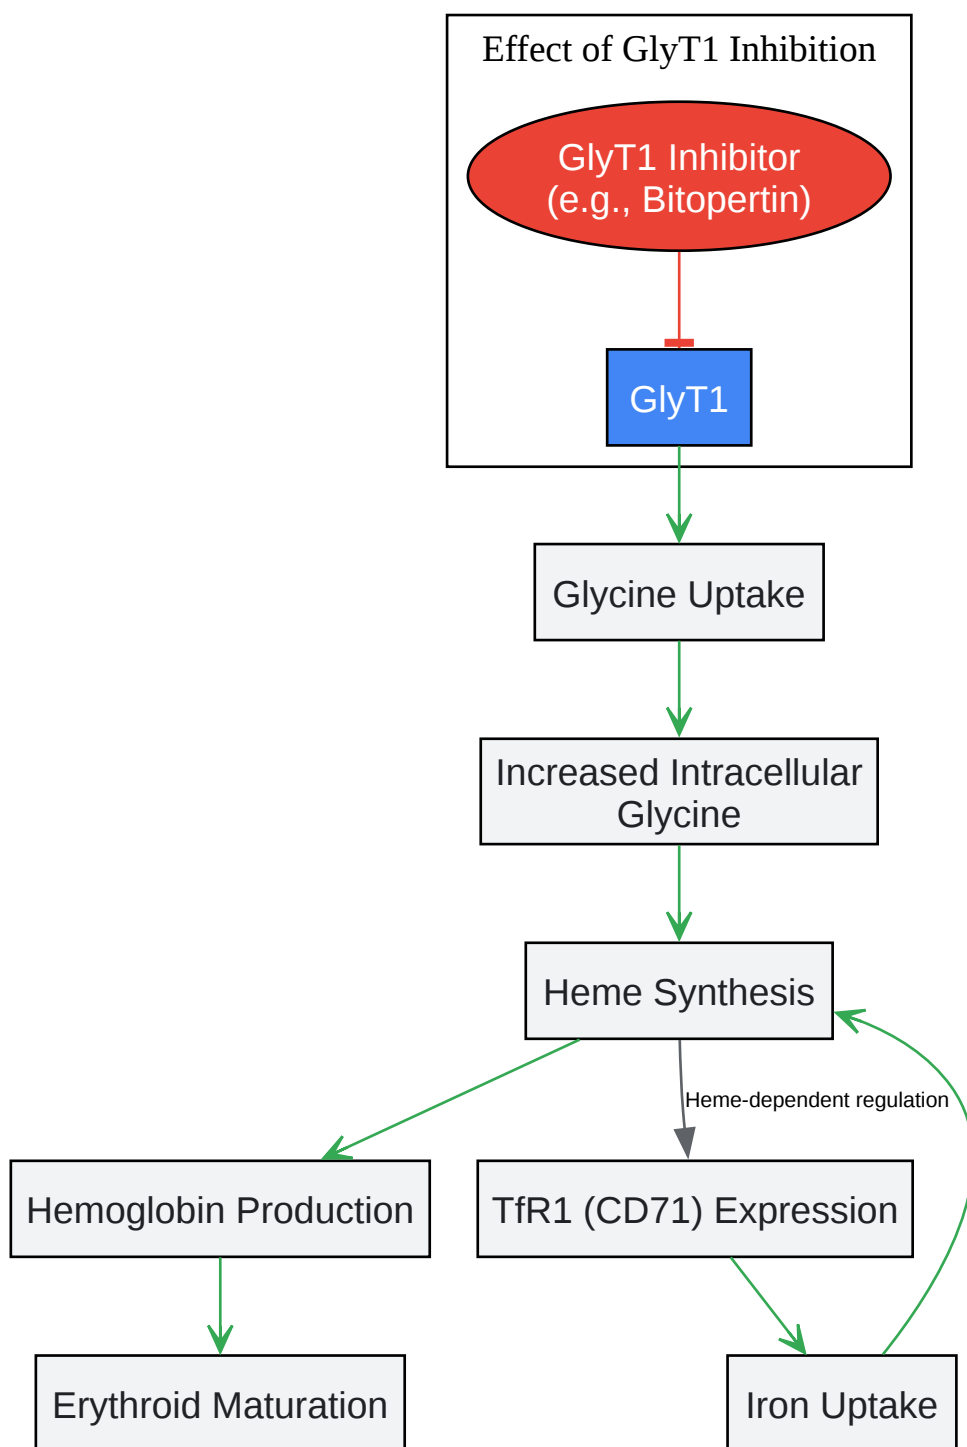 Effect of GlyT1 Inhibition
GlyT1 Inhibitor
(e.g., Bitopertin)
GlyT1
Glycine Uptake
Increased Intracellular
Glycine
Heme Synthesis
Heme-dependent regulation
Hemoglobin Production
TfR1 (CD71) Expression
Erythroid Maturation
Iron Uptake